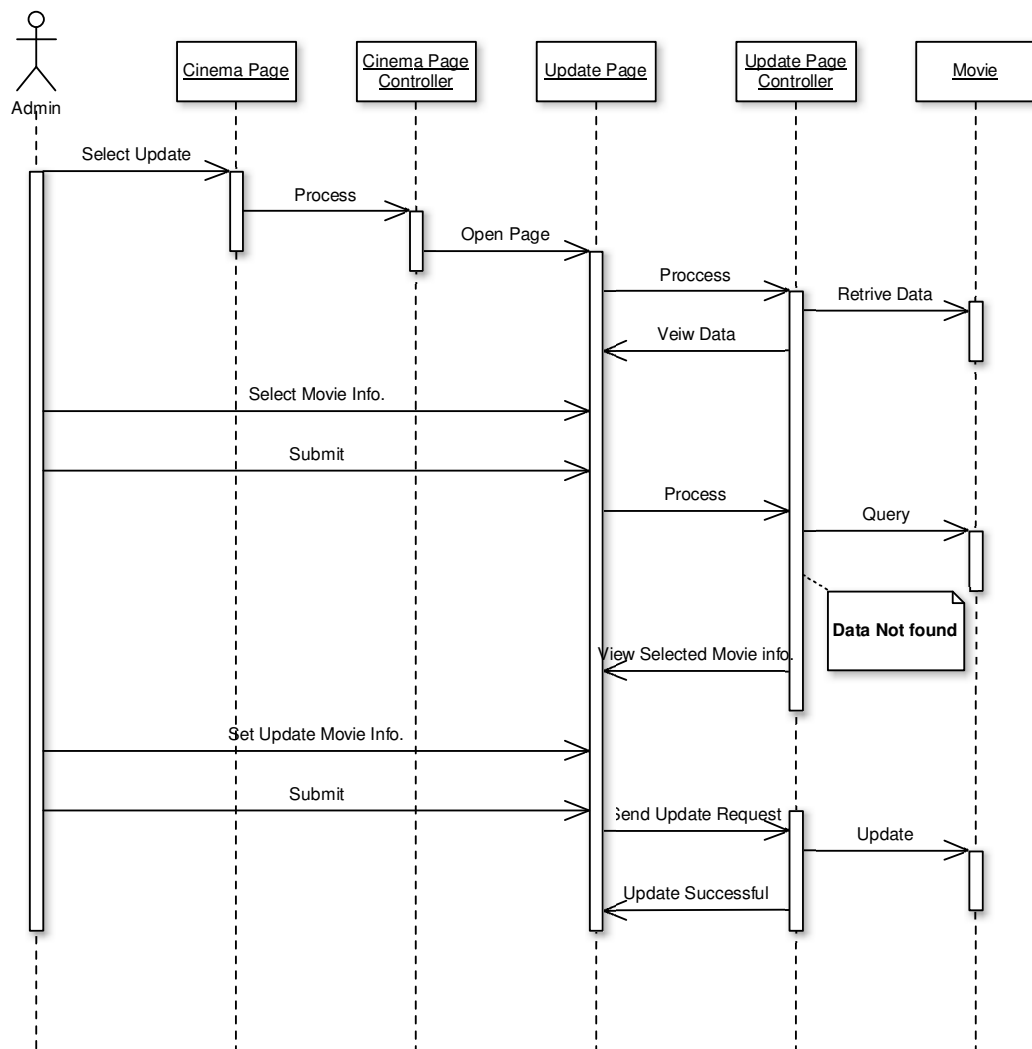 Admin
Cinema Page
Cinema Page
Controller
Update Page
Update Page
Controller
Movie
Select Update
Process
Open Page
Proccess
Retrive Data
Veiw Data
Select Movie Info.
Submit
Process
Query
Data Not found
View Selected Movie info.
Set Update Movie Info.
Submit
Send Update Request
Update
Update Successful